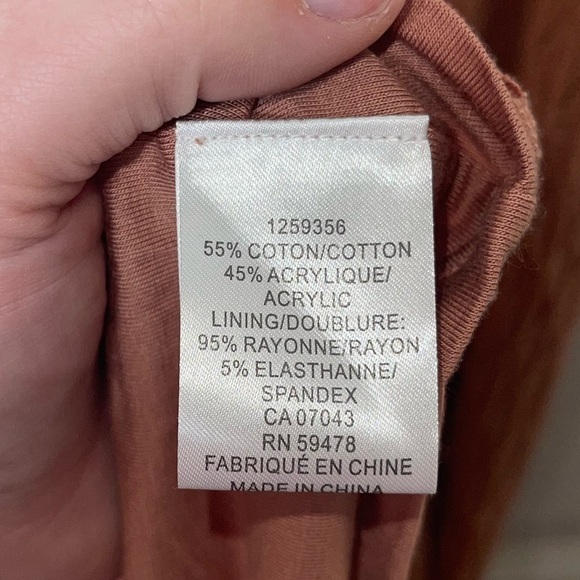 1259356
55% COTON/COTTON
45% ACRYLIQUE/
ACRYLIC
LINING/DOUBLURE:
95% RAYONNE/RAYON
5% ELASTHANNE/
SPANDEX
CA 07043
RN 59478
FABRIQUÉ EN CHINE
MADE IN CHINA